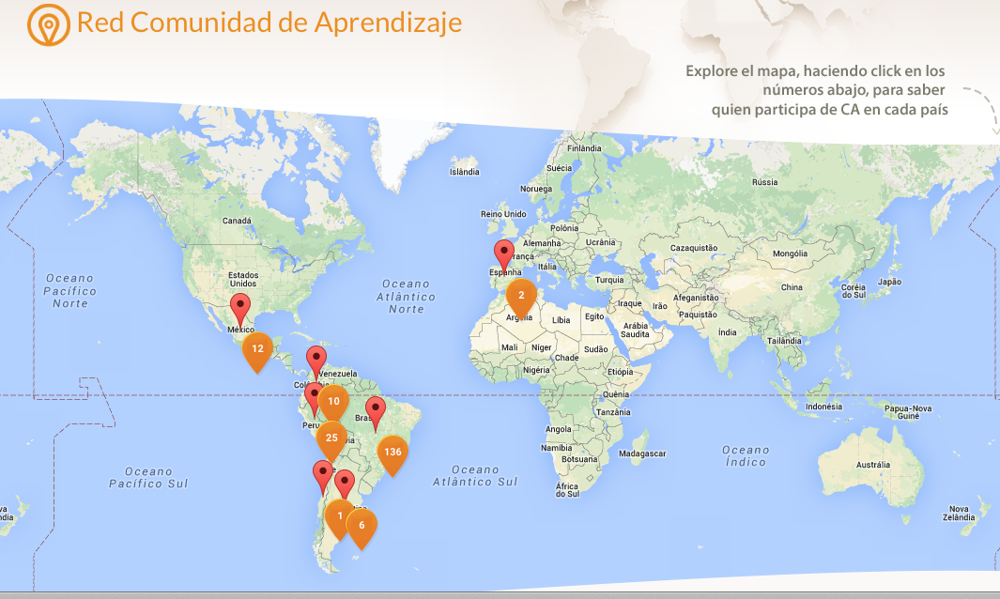 Red Comunidad de Aprendizaje
Explore el mapa, haciendo click en los
números abajo, para saber
quien participa de CA en cada país
Finlândia
Suécia
Islândia
Rússia
Noruega
Reino Unido
Canadá
Polônia
Alemanha
Ucrânia
Cazaquistão
Mongólia
França
Itália
Espanha
Estados
Unidos
Oceano
Pacífico
Norte
Oceano
Atlântico
Norte
Turquia
China
Coréia
do Sul
Japão
2
Argélia
Líbia
Egito
Iraque
Irão
Afeganistão
Paquistão
México
Arábia
Saudita
Índia
Tailândia
12
Mali
Níger
Chade
Sudão
Venezuela
Nigéria
Etiópia
Colômbia
10
Brasil
Quênia
Indonésia
Papua-Nova
Guiné
Peru
Tanzânia
25
136
Angola
Namíbia
Botsuana
Madagascar
Oceano
Índico
Austrália
Oceano
Pacífico Sul
Oceano
Atlântico Sul
África
do Sul
1
6
Nova
Zelândia